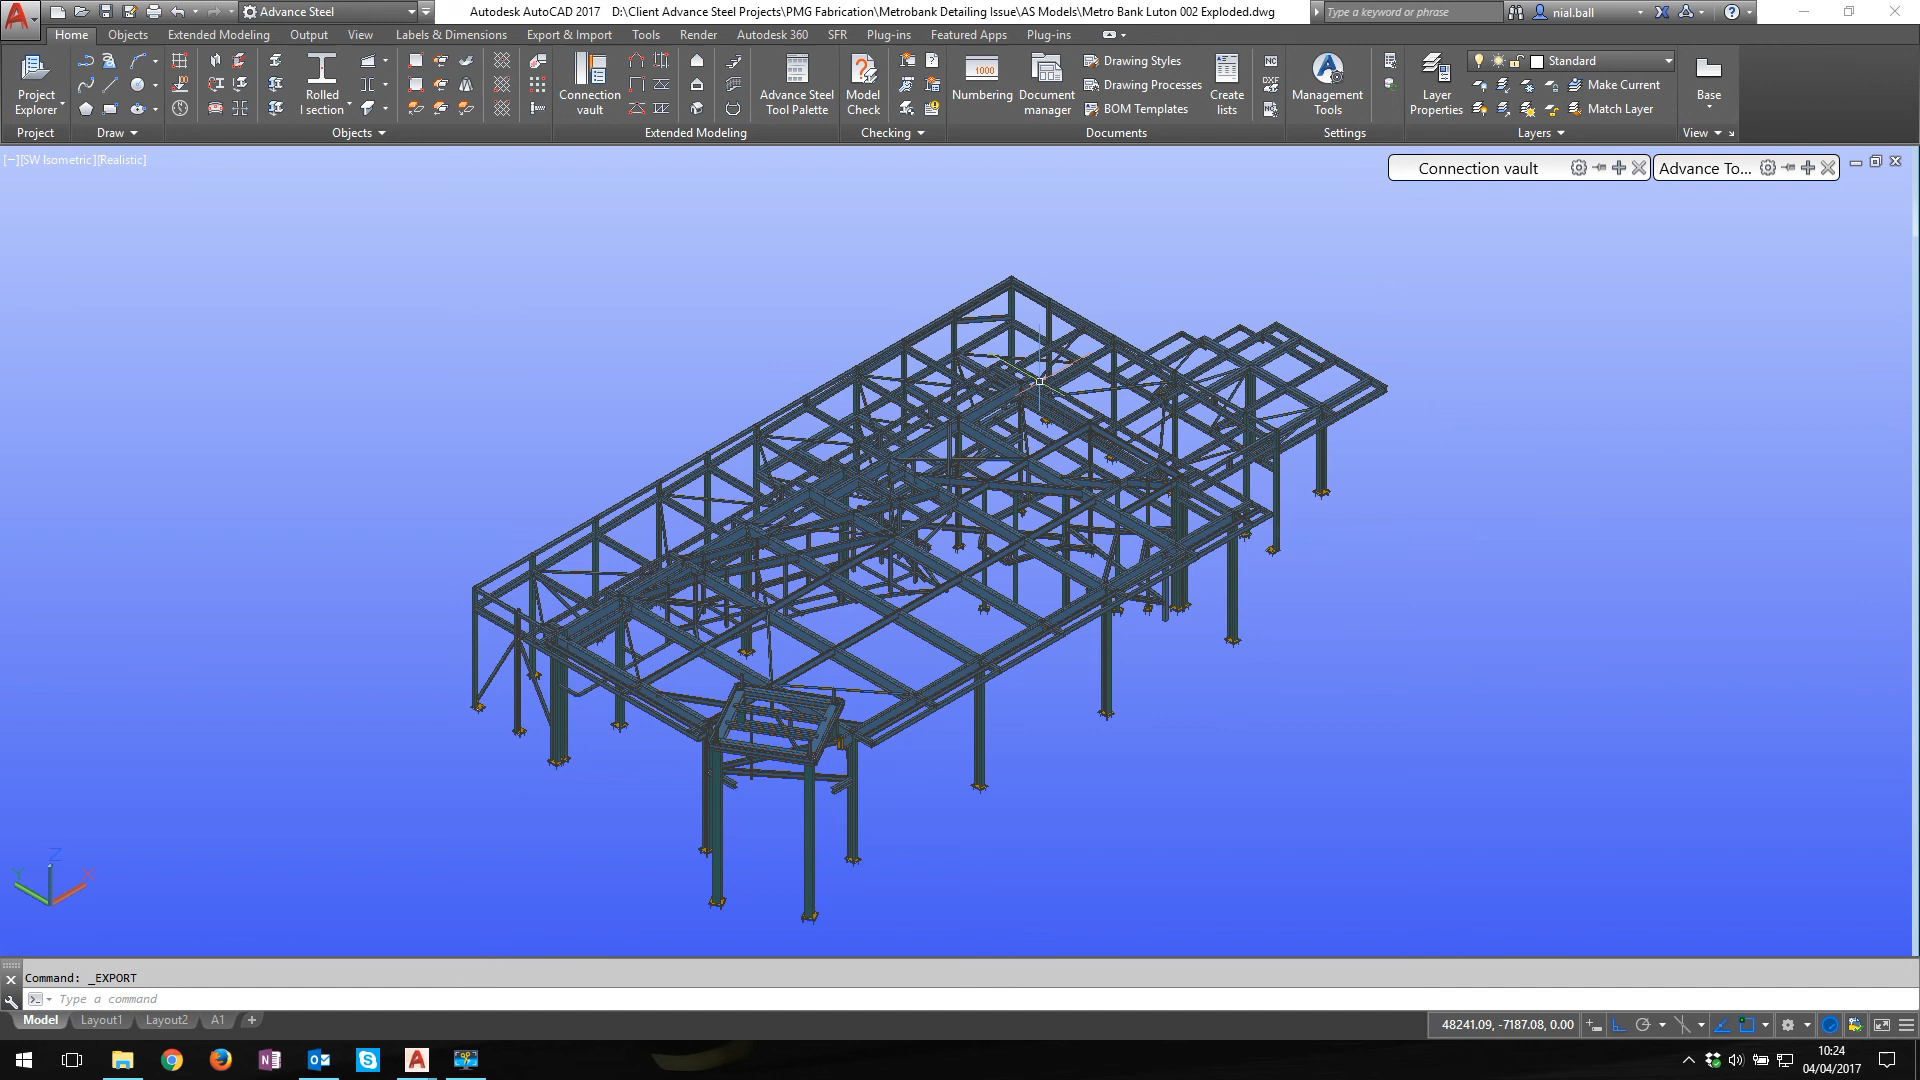 Advance Steel
Autodesk AutoCAD 2017 D:\Client Advance Steel Projects\PMG Fabrication\Metrobank Detailing Issue\AS Models\Metro Bank Luton 002 Exploded.dwg
Type a keyword or phrase
nial.ball
Home Objects Extended Modeling Output View Labels & Dimensions Export & Import Tools Render Autodesk 360 SFR Plug-ins Featured Apps Plug-ins
Project Explorer
Rolled I section
Connection vault
Advance Steel Tool Palette
Model Check
1000
Numbering
Document manager
Drawing Styles
Drawing Processes
BOM Templates
Create lists
NC
DXF
NC
Management Tools
Layer Properties
Standard
Make Current
Match Layer
Base
Project Draw Objects Extended Modeling Checking Documents Settings Layers View
[−][SW Isometric][Realistic]
Connection vault
Advance To...
Z
Y
X
Command: _EXPORT
Type a command
Model Layout1 Layout2 A1 +
48241.09, -7187.08, 0.00
10:24
04/04/2017